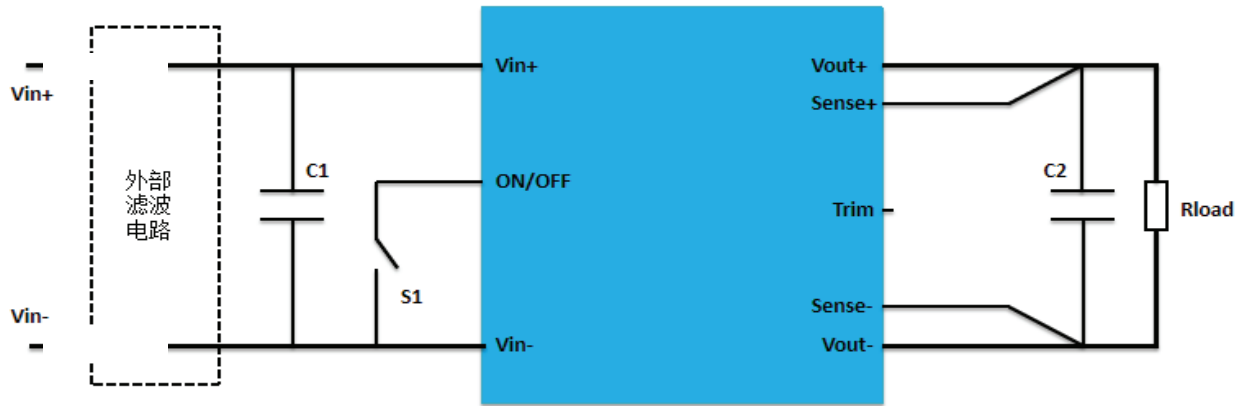 Vin+
外部
滤波
电路
Vin-
C1
S1
Vin+
ON/OFF
Vin-
Vout+
Sense+
Trim
Sense-
Vout-
C2
Rload